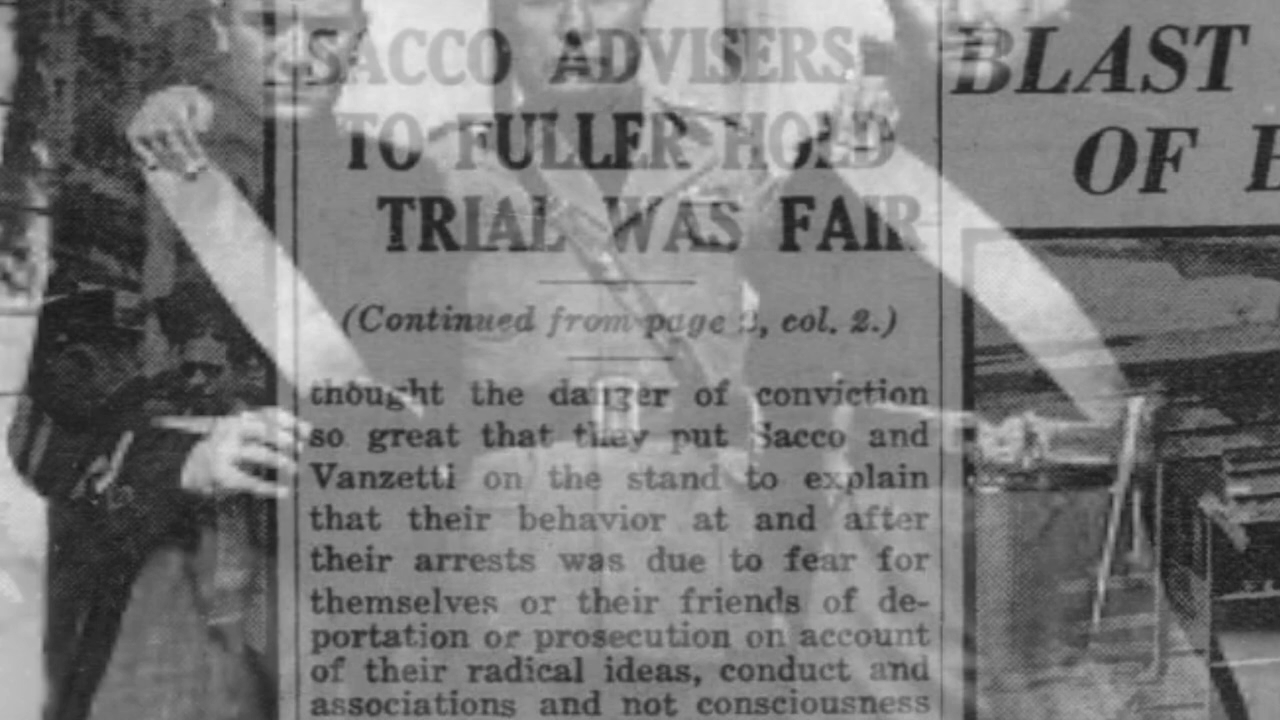 SACCO ADVISERS
TO FULLER HOLD
TRIAL WAS FAIR
(Continued from page 2, col. 2.)
thought the danger of conviction
so great that they put Sacco and
Vanzetti on the stand to explain
that their behavior at and after
their arrests was due to fear for
themselves or their friends of de-
portation or prosecution on account
of their radical ideas, conduct and
associations and not consciousness
BLAST
OF